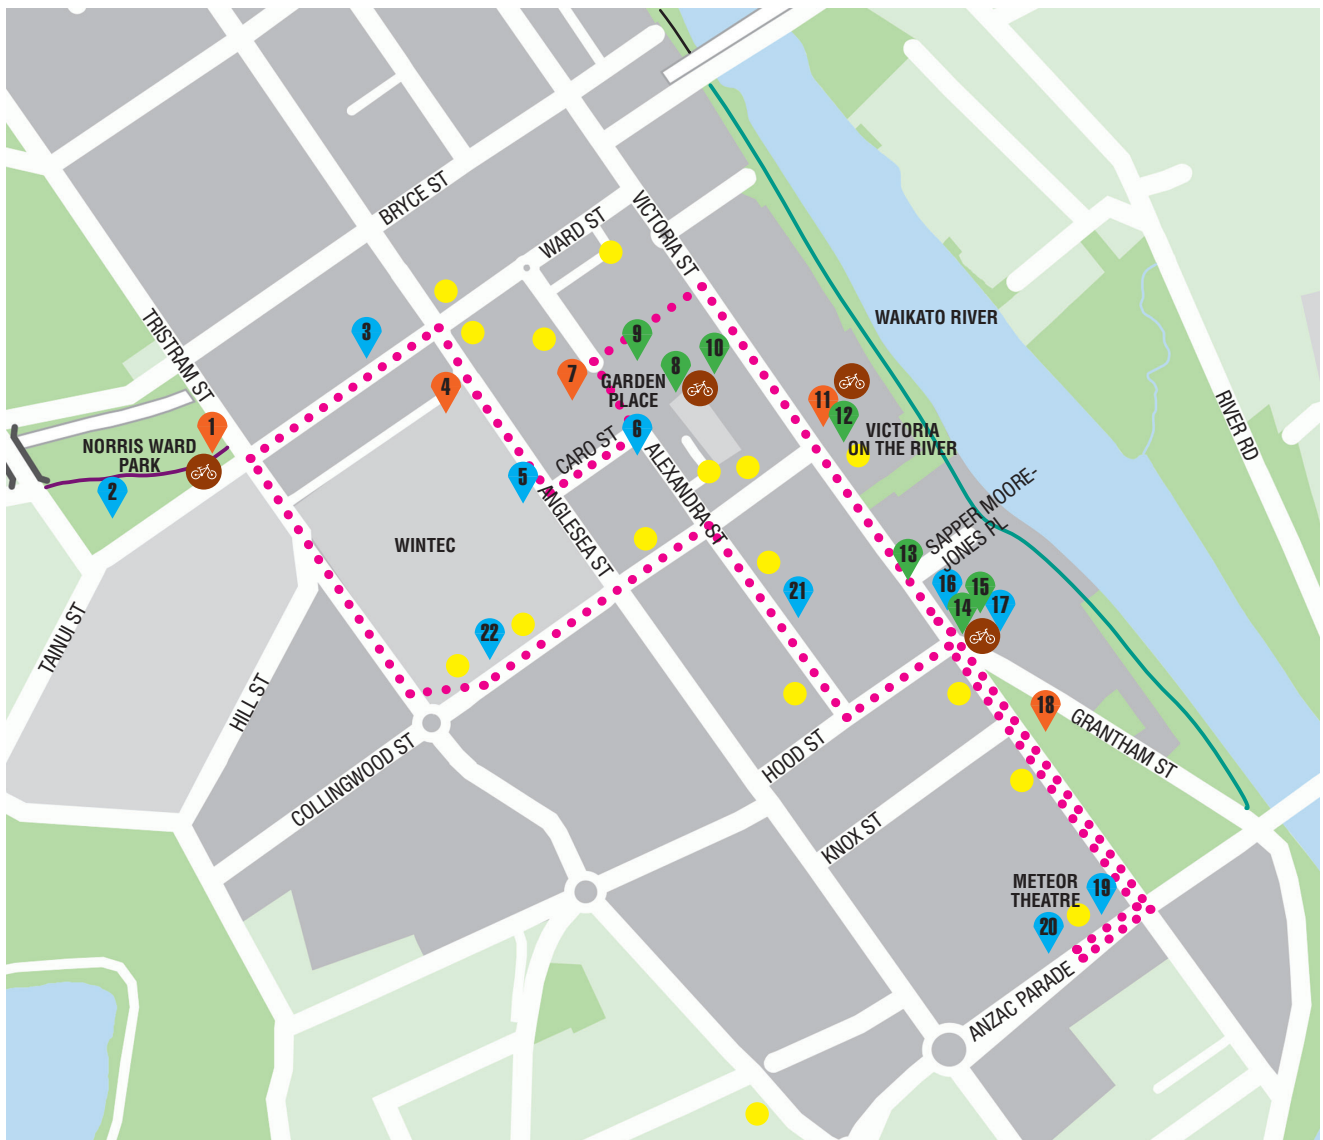 BRYCE ST
WARD ST
VICTORIA ST
WAIKATO RIVER
TRISTRAM ST
3
9
10
8
7
4
GARDEN
PLACE
11
12
VICTORIA
ON THE RIVER
RIVER RD
1
NORRIS WARD
PARK
2
6
CARO ST
5
ALEXANDRA ST
ANGLESEA ST
WINTEC
SAPPER MOORE-
JONES PL
13
16
15
14
17
21
22
TAINUI ST
HILL ST
18
GRANTHAM ST
COLLINGWOOD ST
HOOD ST
KNOX ST
METEOR
THEATRE
19
20
ANZAC PARADE